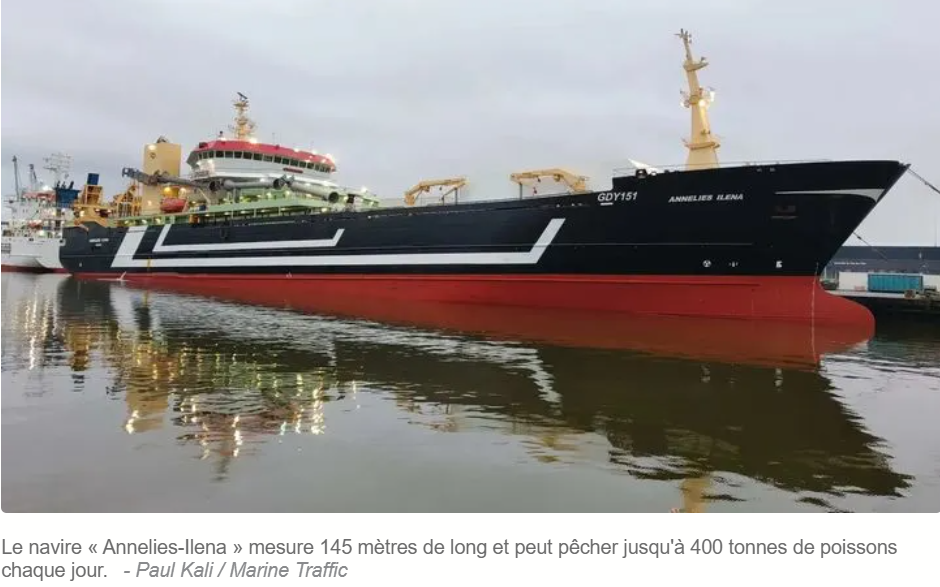 GDY151
ANNELIES ILENA
Le navire « Annelies-Ilena » mesure 145 mètres de long et peut pêcher jusqu'à 400 tonnes de poissons
chaque jour. - Paul Kali / Marine Traffic